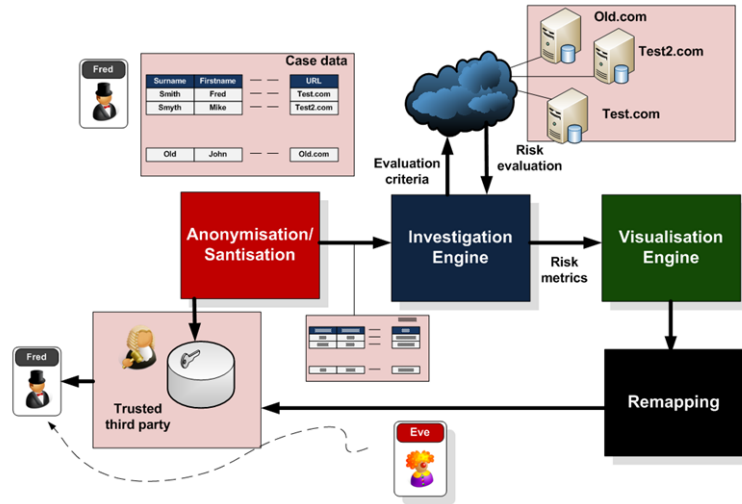 Old.com
Test2.com
Test.com
Fred
Case data
Surname Firstname — — URL
Smith Fred — — Test.com
Smyth Mike — — Test2.com
Old John — — Old.com
Evaluation
criteria
Risk
evaluation
Anonymisation/
Santisation
Investigation
Engine
Risk
metrics
Visualisation
Engine
Fred
Trusted
third party
Remapping
Eve